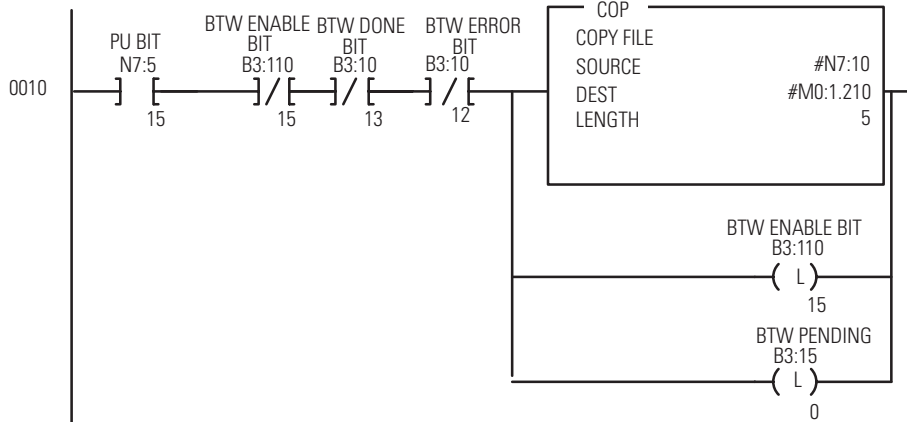 COP
COPY FILE
SOURCE #N7:10
DEST #M0:1.210
LENGTH 5
0010
PU BIT
N7:5
15
BTW ENABLE
BIT
B3:110
15
BTW DONE
BIT
B3:10
13
BTW ERROR
BIT
B3:10
12
BTW ENABLE BIT
B3:110
L
15
BTW PENDING
B3:15
L
0